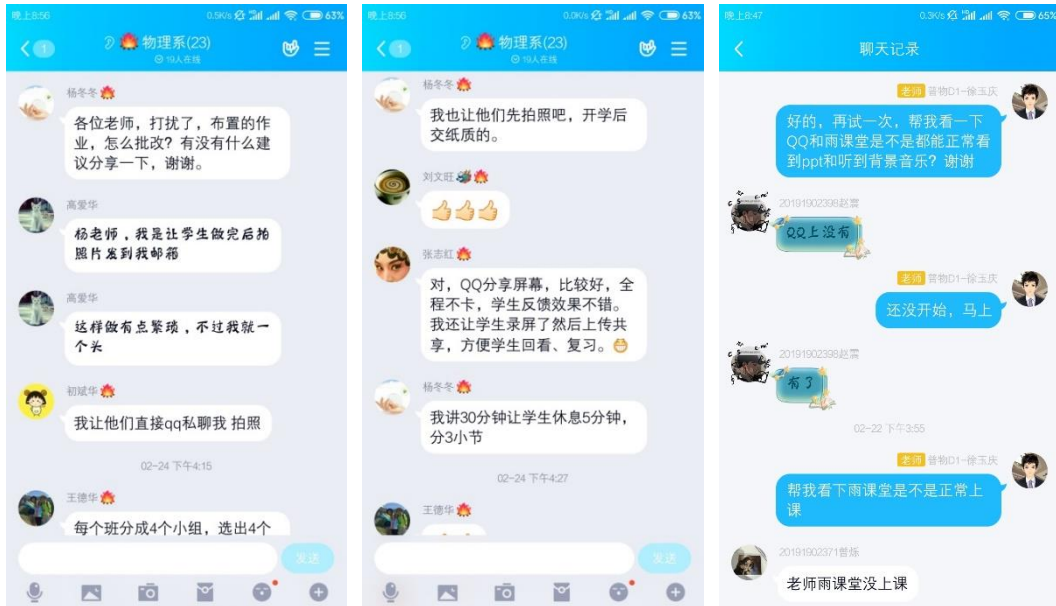 晚上8:56
0.5K/s
63%
1
物理系(23)
19人在线
杨冬冬
各位老师，打扰了，布置的作
业，怎么批改？有没有什么建
议分享一下，谢谢。
高爱华
杨老师，我是让学生做完后拍
照片发到我邮箱
高爱华
这样做有点繁琐，不过我就一
个头
初斌华
我让他们直接qq私聊我 拍照
02-24 下午4:15
王德华
每个班分成4个小组，选出4个
发送
晚上8:56
0.0K/s
63%
1
物理系(23)
19人在线
杨冬冬
我也让他们先拍照吧，开学后
交纸质的。
刘文旺
张志红
对，QQ分享屏幕，比较好，全
程不卡，学生反馈效果不错。
我还让学生录屏了然后上传共
享，方便学生回看、复习。
杨冬冬
我讲30分钟让学生休息5分钟，
分3小节
02-24 下午4:27
王德华
发送
晚上8:47
0.3K/s
65%
聊天记录
老师 普物D1-徐玉庆
好的，再试一次，帮我看一下
QQ和雨课堂是不是都能正常看
到ppt和听到背景音乐？谢谢
20191902398赵震
QQ上没有
老师 普物D1-徐玉庆
还没开始，马上
20191902398赵震
有了
02-22 下午3:55
老师 普物D1-徐玉庆
帮我看下雨课堂是不是正常上
课
20191902371曾烁
老师雨课堂没上课